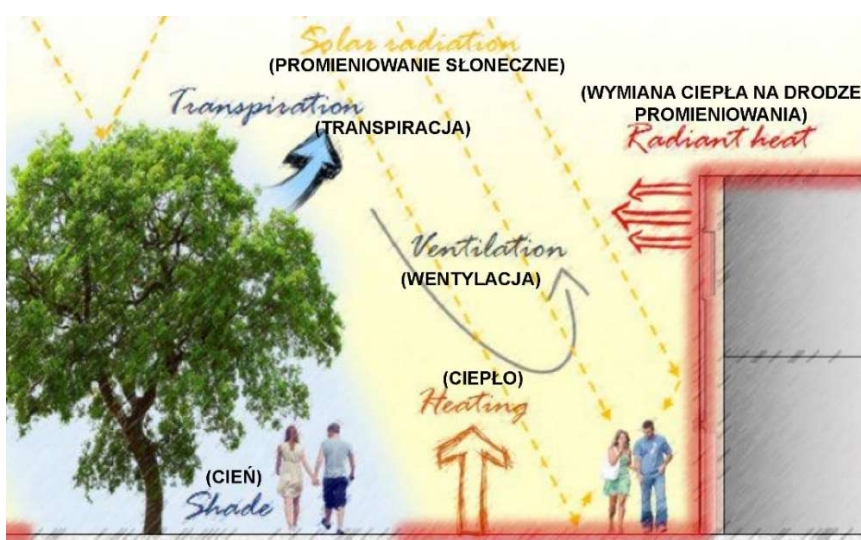 Solar radiation
(PROMIENIOWANIE SŁONECZNE)
Transpiration
(TRANSPIRACJA)
(WYMIANA CIEPŁA NA DRODZE
PROMIENIOWANIA)
Radiant heat
Ventilation
(WENTYLACJA)
(CIEPŁO)
Heating
(CIEŃ)
Shade